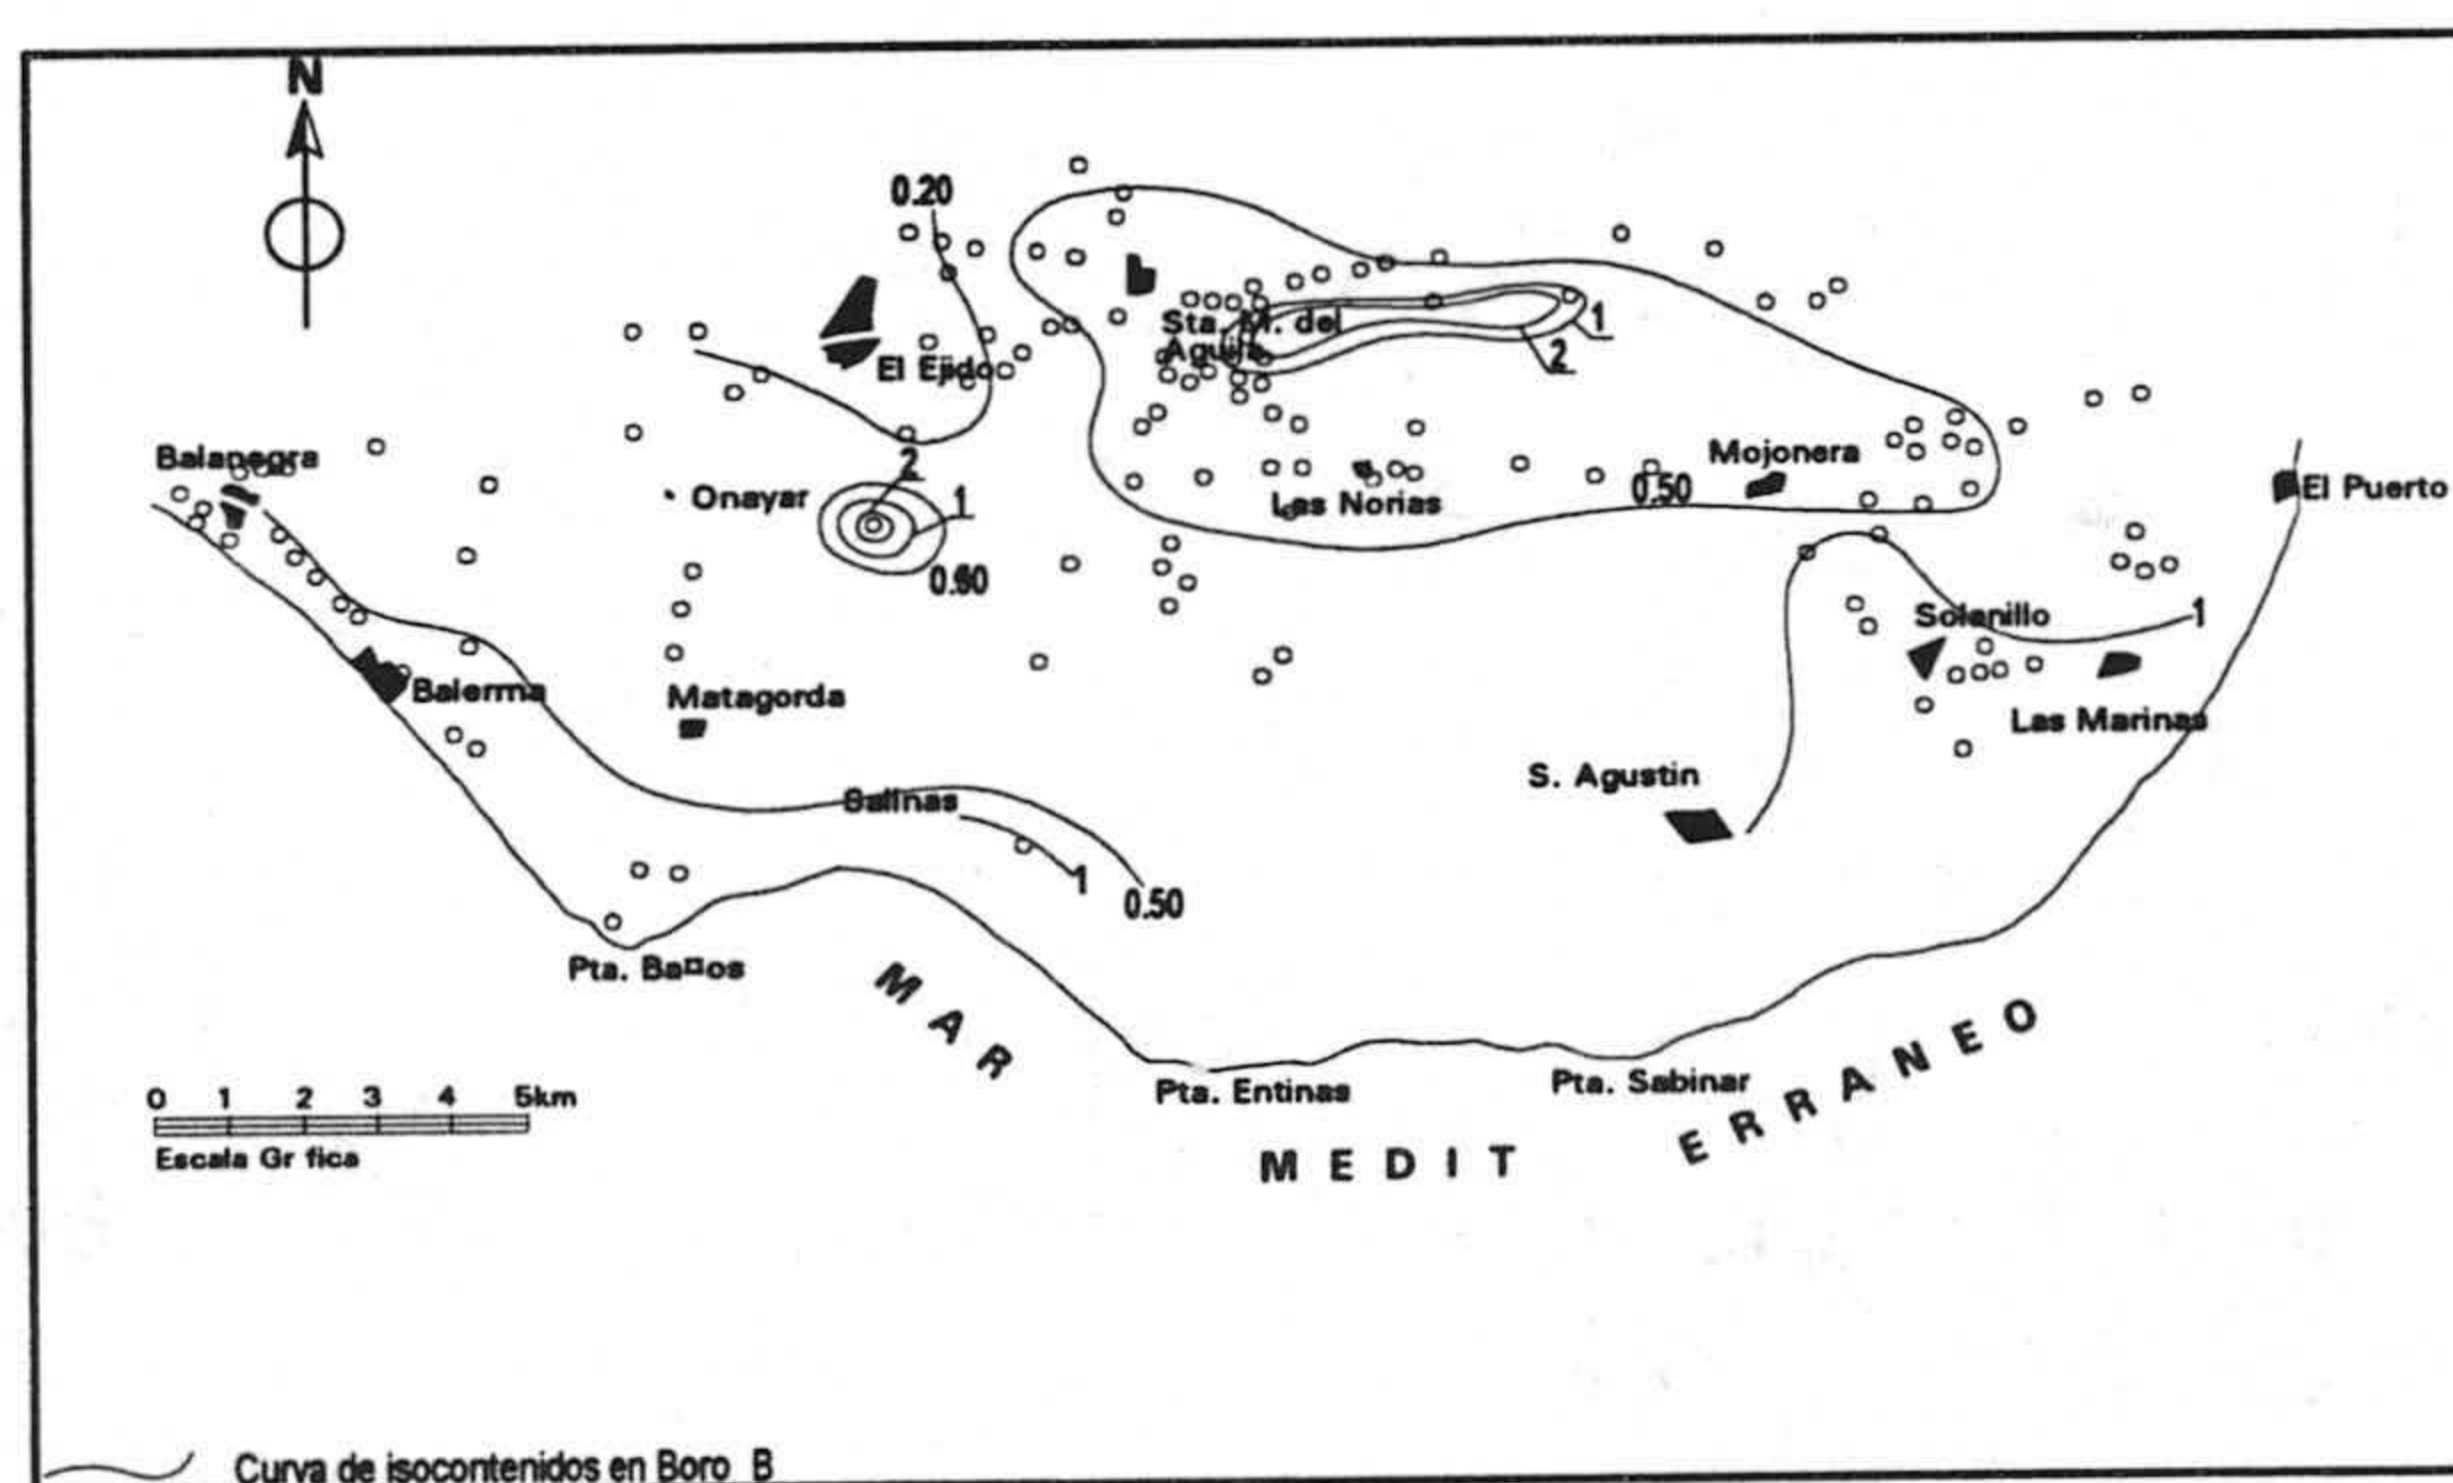 N
0.20
Sta. M. del
Aguila
1
2
El Ejido
Balanegra
2
Mojonera
Onayar
1
Las Norias
0.50
El Puerto
Solanillo
1
Balerma
Matagorda
Las Marinas
S. Agustin
Salinas
1
0.50
Pta. Ba¤os
MAR
Pta. Entinas
Pta. Sabinar
MEDIT ERRANEO
0 1 2 3 4 5km
Escala Gr fica
Curva de isocontenidos en Boro B